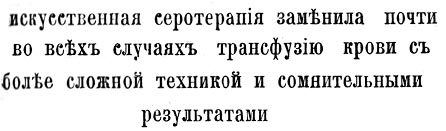 искусственная серотерапія замѣнила почти
во всѣхъ случаяхъ трансфузію крови съ
болѣе сложной техникой и сомнительными
результатами